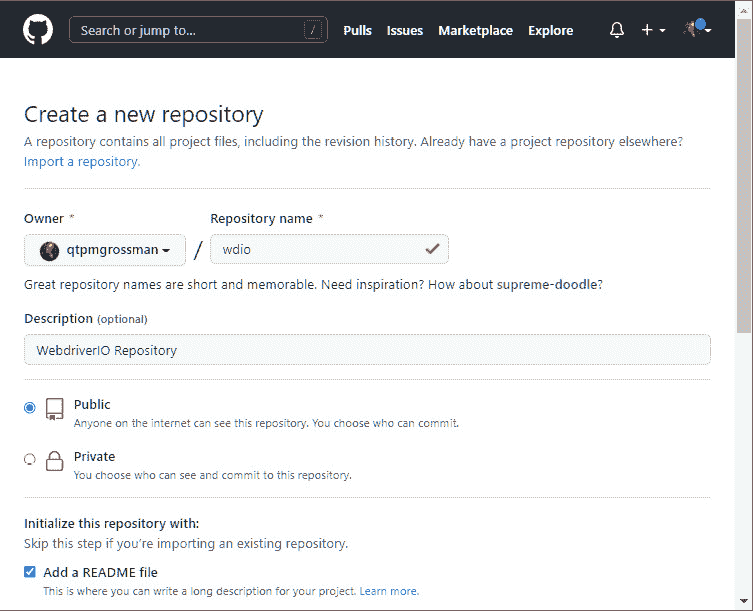 Search or jump to... /
Pulls Issues Marketplace Explore
Create a new repository
A repository contains all project files, including the revision history. Already have a project repository elsewhere?
Import a repository.
Owner * Repository name *
qtpmgrossman / wdio
Great repository names are short and memorable. Need inspiration? How about supreme-doodle?
Description (optional)
WebdriverIO Repository
Public
Anyone on the internet can see this repository. You choose who can commit.
Private
You choose who can see and commit to this repository.
Initialize this repository with:
Skip this step if you're importing an existing repository.
Add a README file
This is where you can write a long description for your project. Learn more.